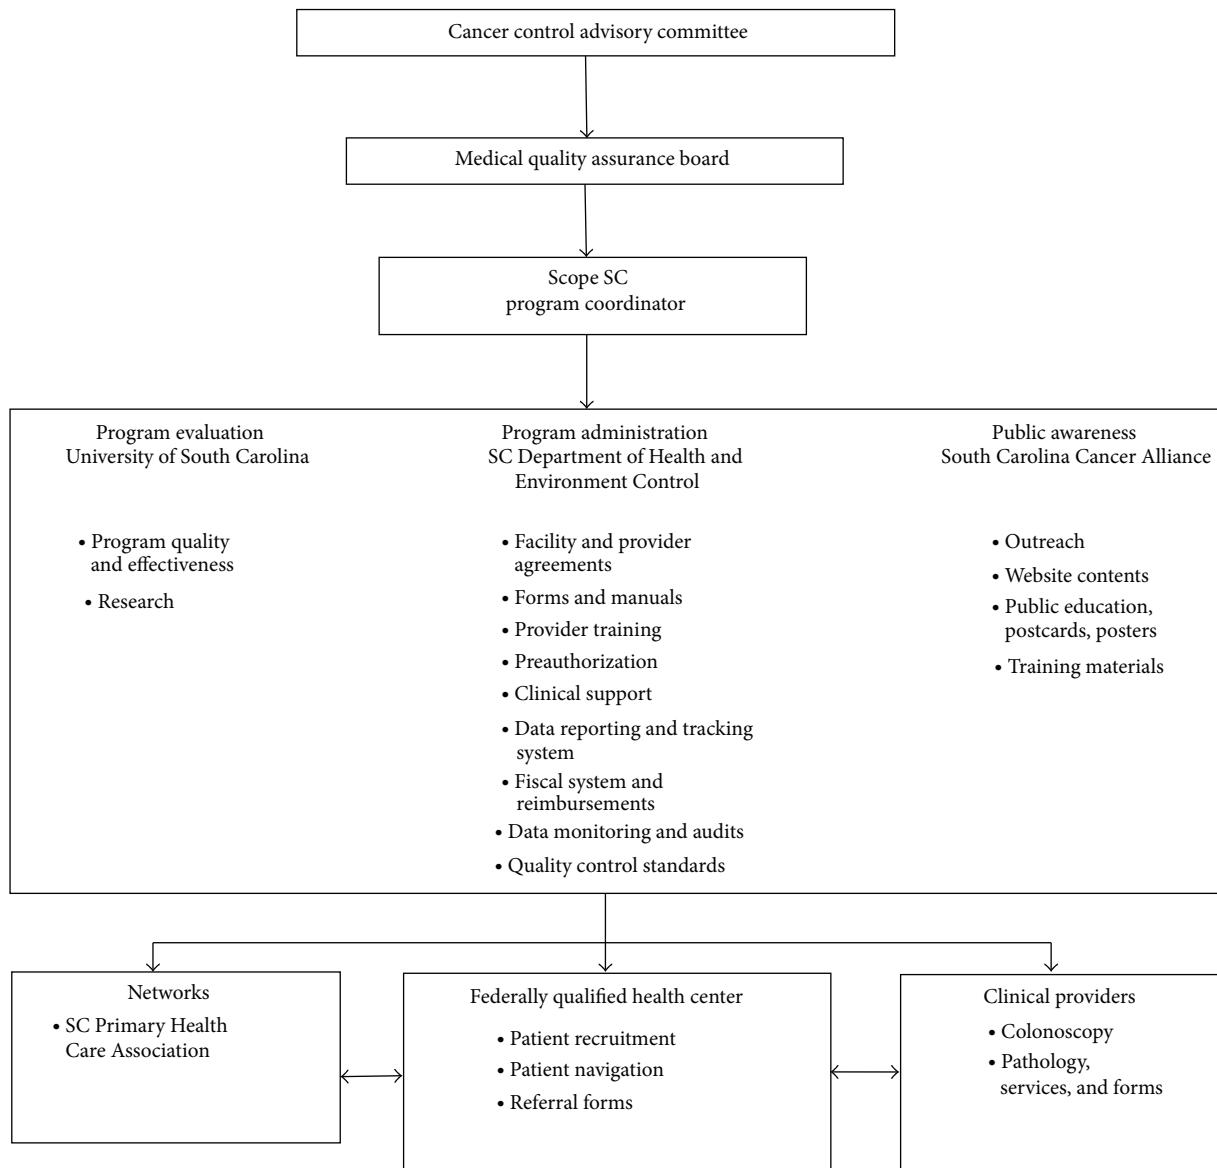 Cancer control advisory committee
Medical quality assurance board
Scope SC
program coordinator
Program evaluation
University of South Carolina
• Program quality
and effectiveness
• Research
Program administration
SC Department of Health and
Environment Control
• Facility and provider
agreements
• Forms and manuals
• Provider training
• Preauthorization
• Clinical support
• Data reporting and tracking
system
• Fiscal system and
reimbursements
• Data monitoring and audits
• Quality control standards
Public awareness
South Carolina Cancer Alliance
• Outreach
• Website contents
• Public education,
postcards, posters
• Training materials
Networks
• SC Primary Health
Care Association
Federally qualified health center
• Patient recruitment
• Patient navigation
• Referral forms
Clinical providers
• Colonoscopy
• Pathology,
services, and forms